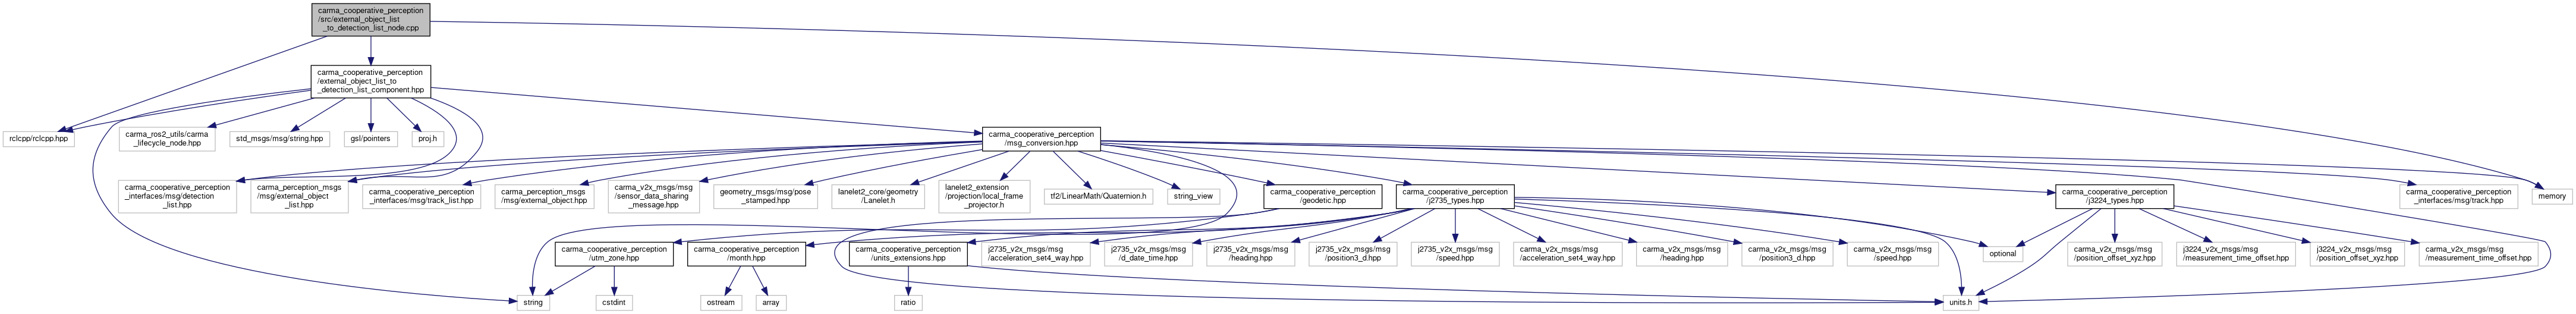 carma_cooperative_perception
/src/external_object_list
_to_detection_list_node.cpp
carma_cooperative_perception
/external_object_list_to
_detection_list_component.hpp
rclcpp/rclcpp.hpp
carma_ros2_utils/carma
_lifecycle_node.hpp
std_msgs/msg/string.hpp
gsl/pointers
proj.h
carma_cooperative_perception
/msg_conversion.hpp
carma_cooperative_perception
_interfaces/msg/detection
_list.hpp
carma_perception_msgs
/msg/external_object
_list.hpp
carma_cooperative_perception
_interfaces/msg/track_list.hpp
carma_perception_msgs
/msg/external_object.hpp
carma_v2x_msgs/msg
/sensor_data_sharing
_message.hpp
geometry_msgs/msg/pose
_stamped.hpp
lanelet2_core/geometry
/Lanelet.h
lanelet2_extension
/projection/local_frame
_projector.h
tf2/LinearMath/Quaternion.h
string_view
carma_cooperative_perception
/geodetic.hpp
carma_cooperative_perception
/j2735_types.hpp
carma_cooperative_perception
/j3224_types.hpp
carma_cooperative_perception
_interfaces/msg/track.hpp
memory
carma_cooperative_perception
/utm_zone.hpp
carma_cooperative_perception
/month.hpp
carma_cooperative_perception
/units_extensions.hpp
j2735_v2x_msgs/msg
/acceleration_set4_way.hpp
j2735_v2x_msgs/msg
/d_date_time.hpp
j2735_v2x_msgs/msg
/heading.hpp
j2735_v2x_msgs/msg
/position3_d.hpp
j2735_v2x_msgs/msg
/speed.hpp
carma_v2x_msgs/msg
/acceleration_set4_way.hpp
carma_v2x_msgs/msg
/heading.hpp
carma_v2x_msgs/msg
/position3_d.hpp
carma_v2x_msgs/msg
/speed.hpp
optional
carma_v2x_msgs/msg
/position_offset_xyz.hpp
j3224_v2x_msgs/msg
/measurement_time_offset.hpp
j3224_v2x_msgs/msg
/position_offset_xyz.hpp
carma_v2x_msgs/msg
/measurement_time_offset.hpp
string
cstdint
ostream
array
ratio
units.h